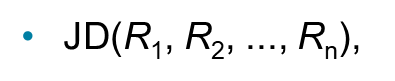 • JD(R₁, R₂, ..., Rₙ),